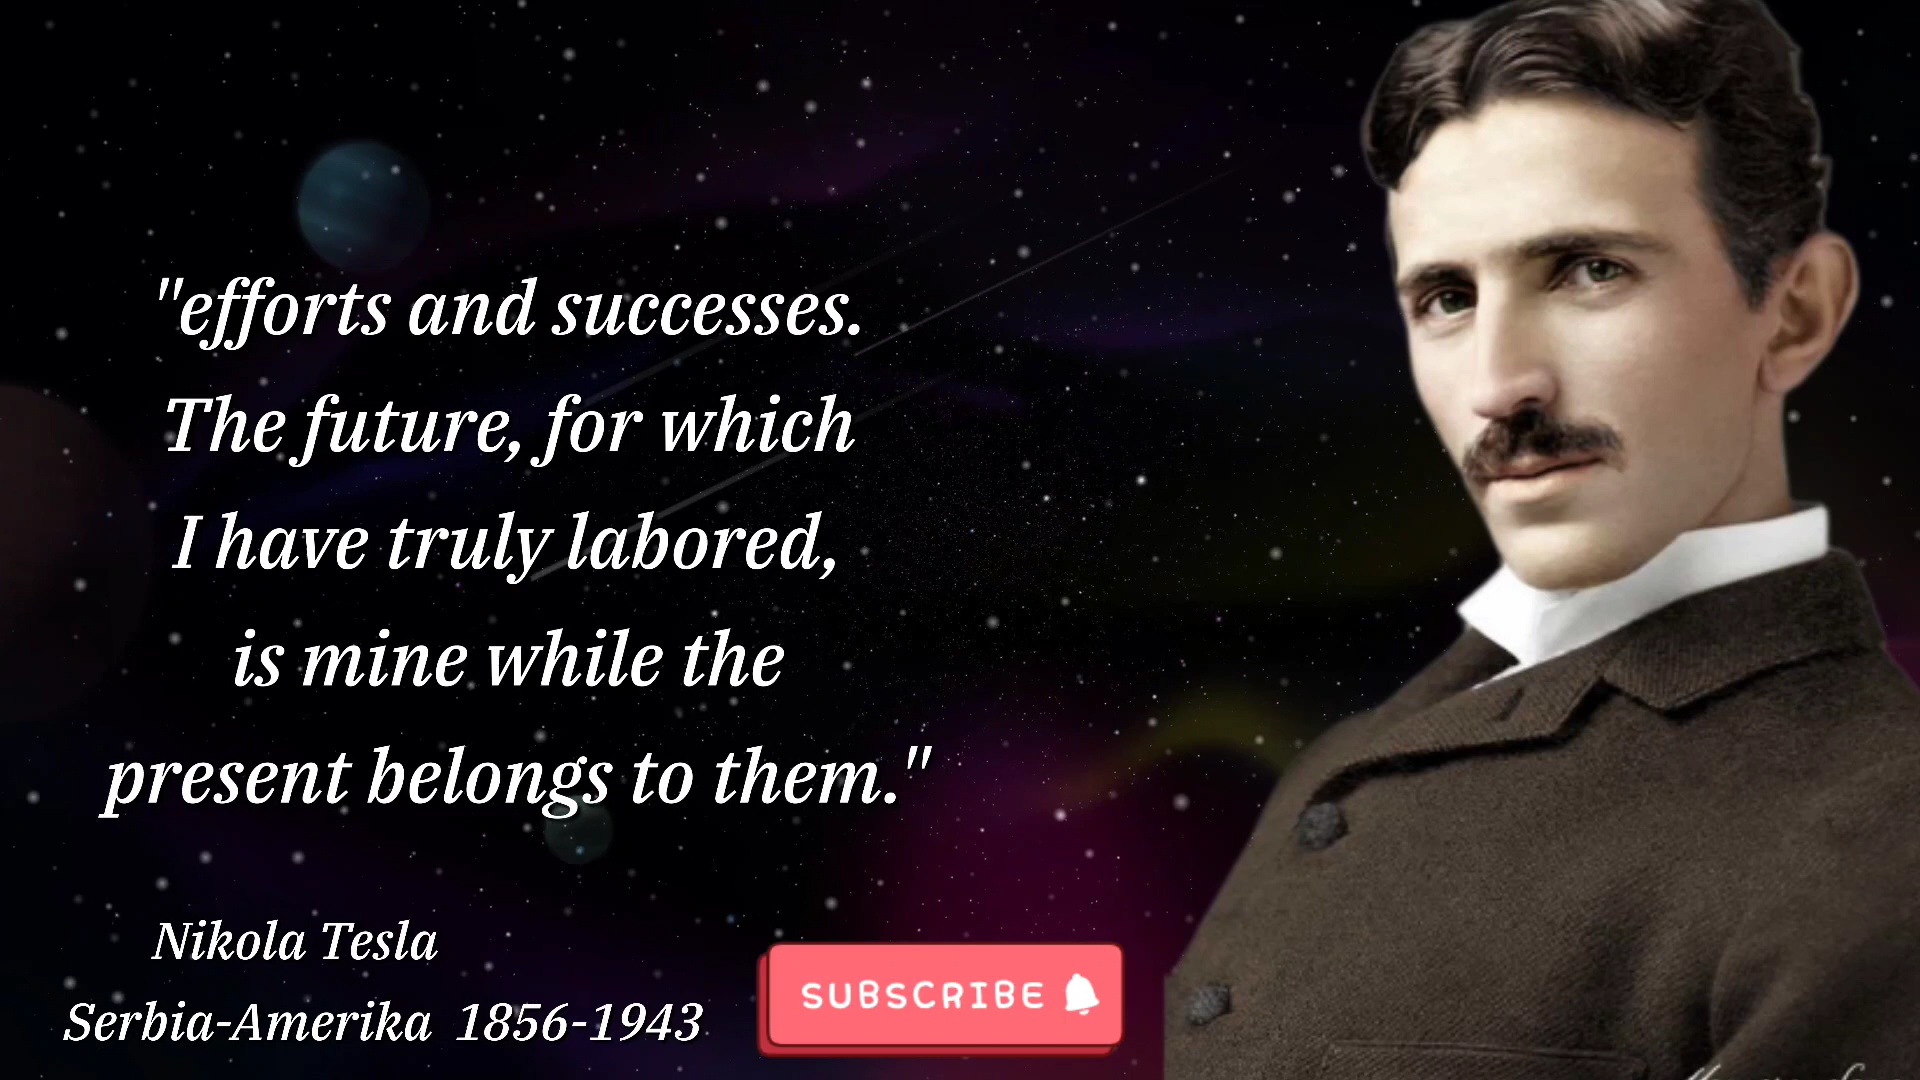 "efforts and successes.
The future, for which
I have truly labored,
is mine while the
present belongs to them."
Nikola Tesla
Serbia-Amerika 1856-1943
SUBSCRIBE